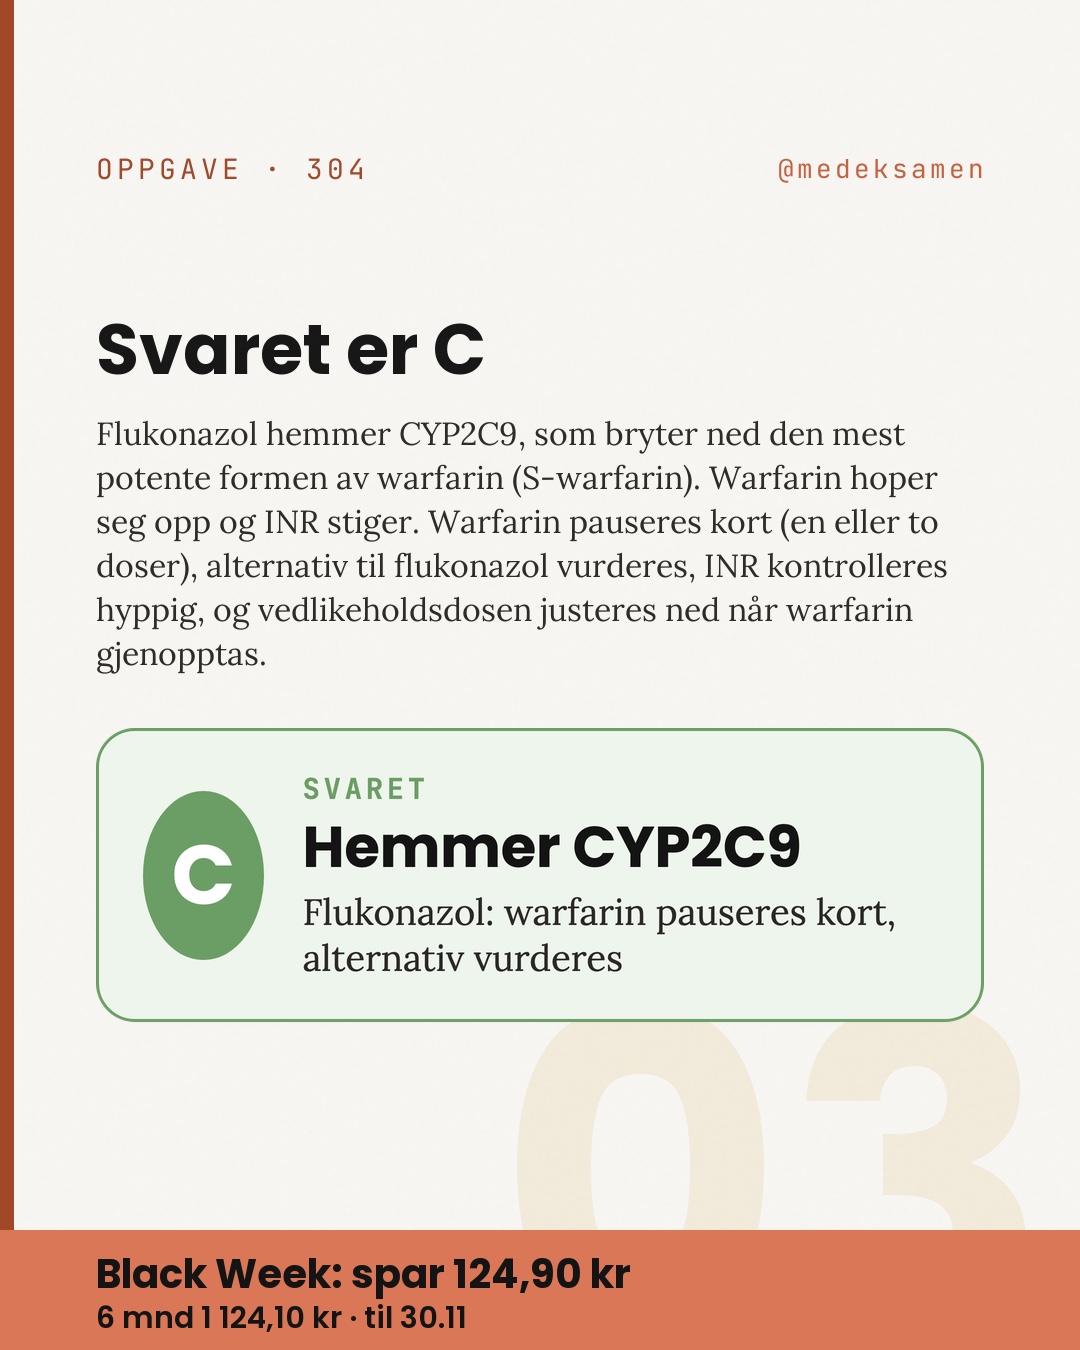 OPPGAVE · 304
@medeksamen
Svaret er C
Flukonazol hemmer CYP2C9, som bryter ned den mest
potente formen av warfarin (S-warfarin). Warfarin hoper
seg opp og INR stiger. Warfarin pauseres kort (en eller to
doser), alternativ til flukonazol vurderes, INR kontrolleres
hyppig, og vedlikeholdsdosen justeres ned når warfarin
gjenopptas.
C
SVARET
Hemmer CYP2C9
Flukonazol: warfarin pauseres kort,
alternativ vurderes
03
Black Week: spar 124,90 kr
6 mnd 1 124,10 kr · til 30.11